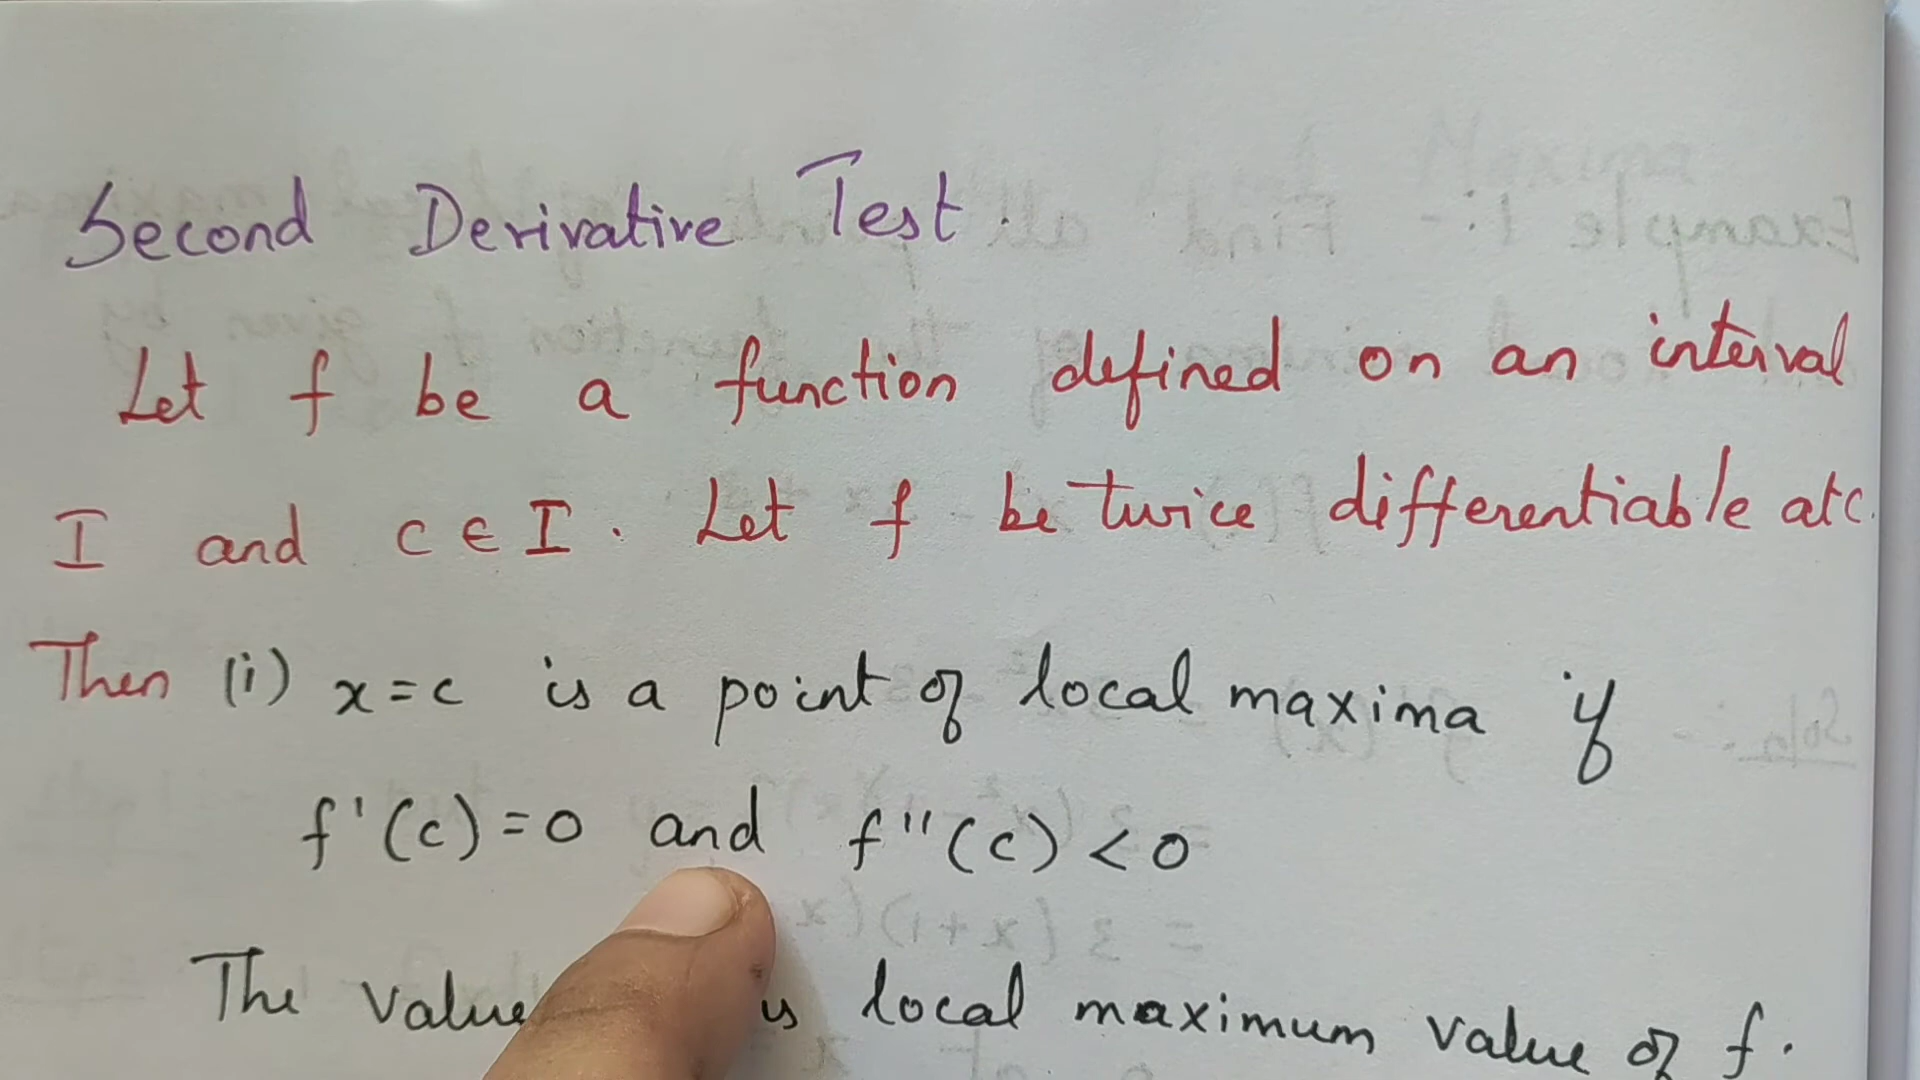 Second Derivative Test.
Let f be a function defined on an interval
I and c ∈ I. Let f be twice differentiable at c.
Then (i) x = c is a point of local maxima if
f'(c) = 0 and f''(c) < 0
The value is local maximum value of f.